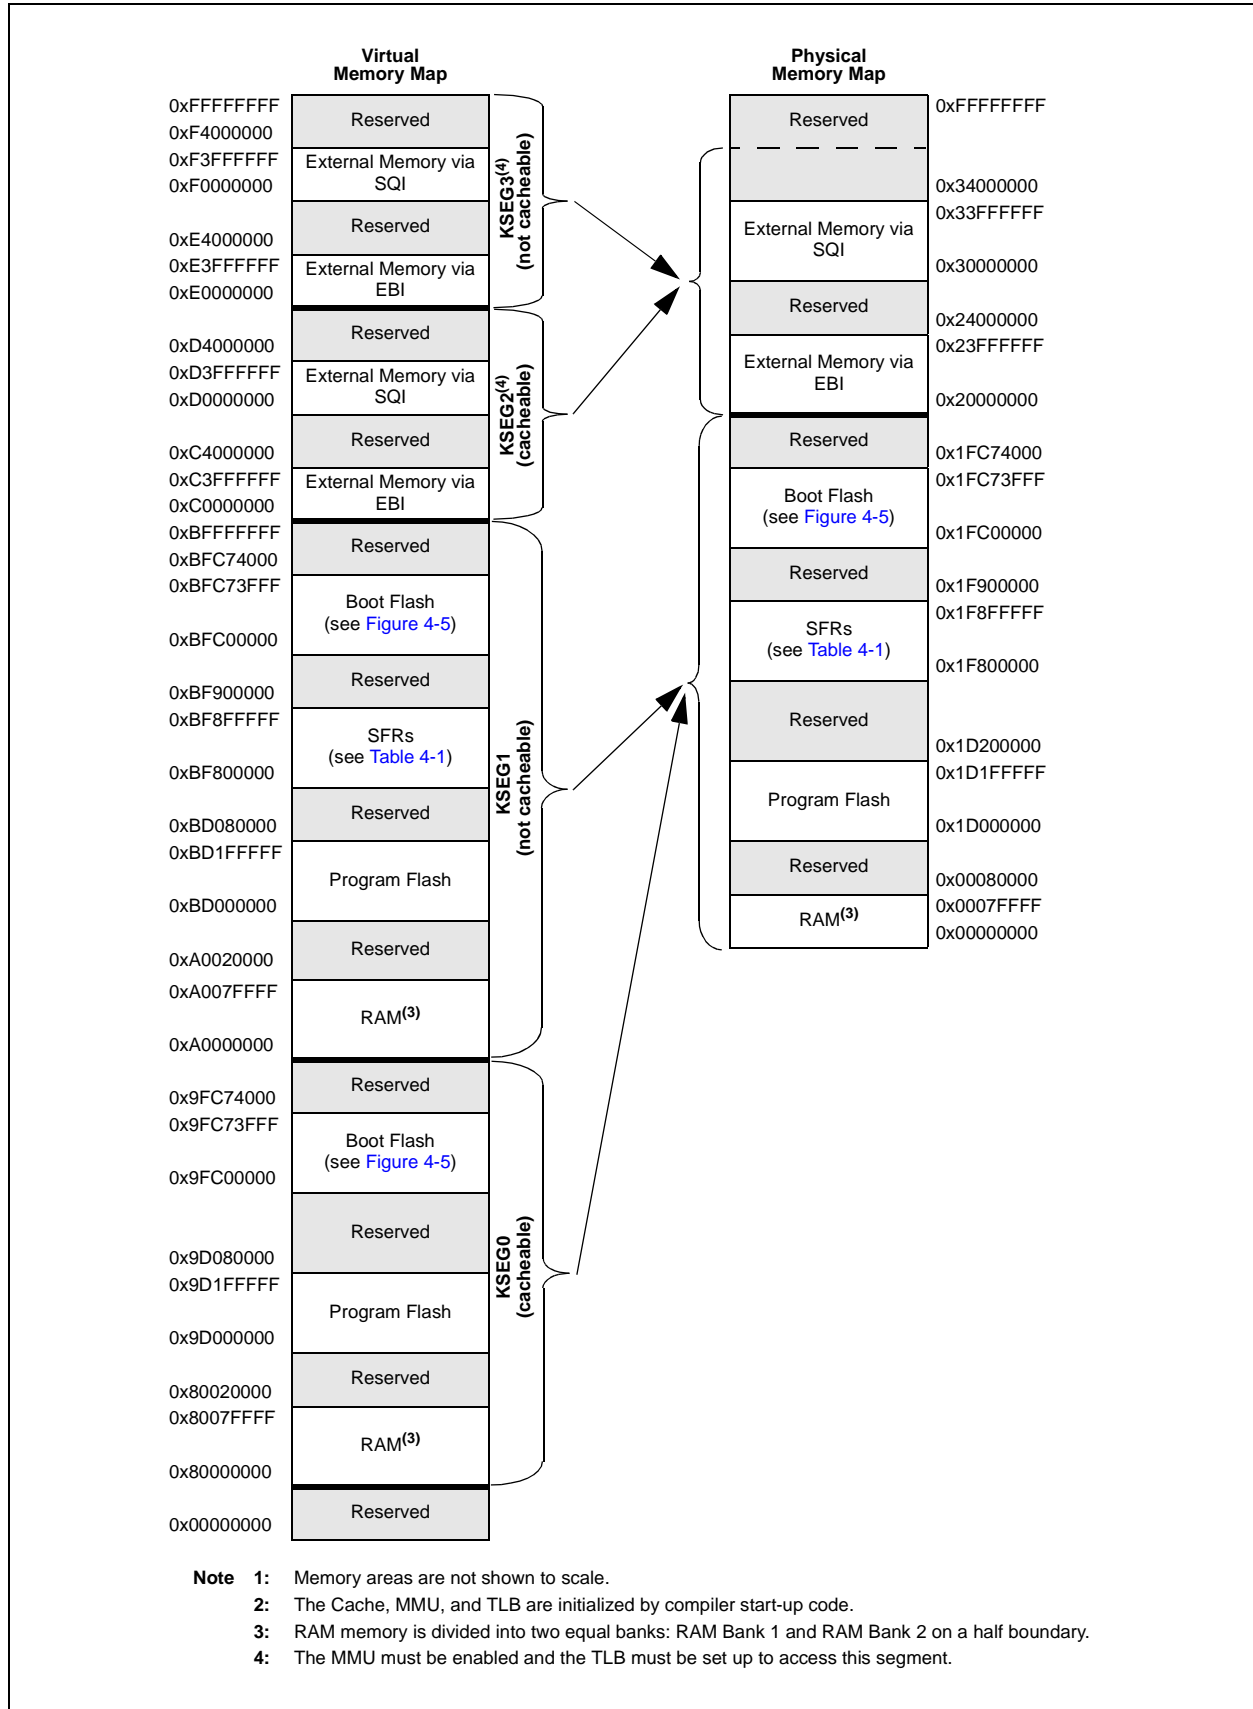 Virtual
Memory Map
0xFFFFFFFF
Reserved
0xF4000000
0xF3FFFFFF
External Memory via
SQI
0xF0000000
Reserved
0xE4000000
0xE3FFFFFF
External Memory via
EBI
0xE0000000
KSEG3(4)
(not cacheable)
Reserved
0xD4000000
0xD3FFFFFF
External Memory via
SQI
0xD0000000
Reserved
0xC4000000
0xC3FFFFFF
External Memory via
EBI
0xC0000000
KSEG2(4)
(cacheable)
0xBFFFFFFF
Reserved
0xBFC74000
0xBFC73FFF
Boot Flash
(see Figure 4-5)
0xBFC00000
Reserved
0xBF900000
0xBF8FFFFF
SFRs
(see Table 4-1)
0xBF800000
Reserved
0xBD080000
0xBD1FFFFF
Program Flash
0xBD000000
Reserved
0xA0020000
0xA007FFFF
RAM(3)
0xA0000000
KSEG1
(not cacheable)
Reserved
0x9FC74000
0x9FC73FFF
Boot Flash
(see Figure 4-5)
0x9FC00000
Reserved
0x9D080000
0x9D1FFFFF
Program Flash
0x9D000000
Reserved
0x80020000
0x8007FFFF
RAM(3)
0x80000000
KSEG0
(cacheable)
Reserved
0x00000000
Physical
Memory Map
Reserved
0xFFFFFFFF
0x34000000
0x33FFFFFF
External Memory via
SQI
0x30000000
Reserved
0x24000000
0x23FFFFFF
External Memory via
EBI
0x20000000
Reserved
0x1FC74000
0x1FC73FFF
Boot Flash
(see Figure 4-5)
0x1FC00000
Reserved
0x1F900000
0x1F8FFFFF
SFRs
(see Table 4-1)
0x1F800000
Reserved
0x1D200000
0x1D1FFFFF
Program Flash
0x1D000000
Reserved
0x00080000
0x0007FFFF
RAM(3)
0x00000000
Note 1: Memory areas are not shown to scale.
2: The Cache, MMU, and TLB are initialized by compiler start-up code.
3: RAM memory is divided into two equal banks: RAM Bank 1 and RAM Bank 2 on a half boundary.
4: The MMU must be enabled and the TLB must be set up to access this segment.